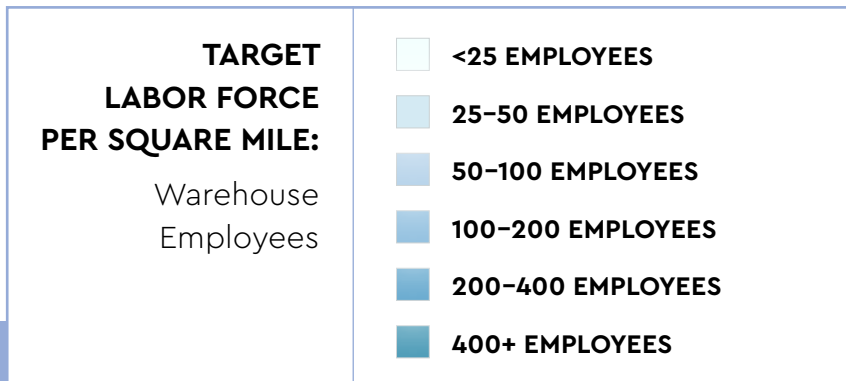 TARGET
LABOR FORCE
PER SQUARE MILE:
Warehouse
Employees
<25 EMPLOYEES
25–50 EMPLOYEES
50–100 EMPLOYEES
100–200 EMPLOYEES
200–400 EMPLOYEES
400+ EMPLOYEES